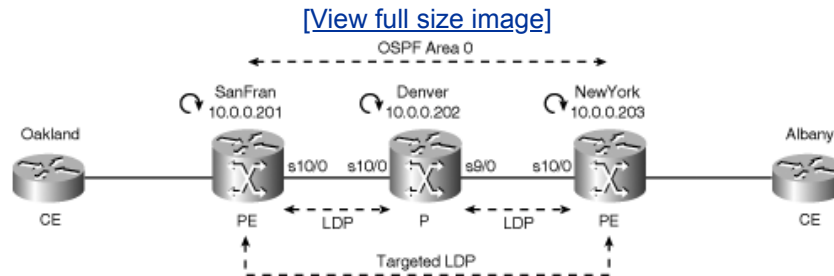 [View full size image]
OSPF Area 0
SanFran
10.0.0.201
Denver
10.0.0.202
NewYork
10.0.0.203
Oakland
Albany
s10/0
s10/0
s9/0
s10/0
CE
PE
LDP
P
LDP
PE
CE
Targeted LDP